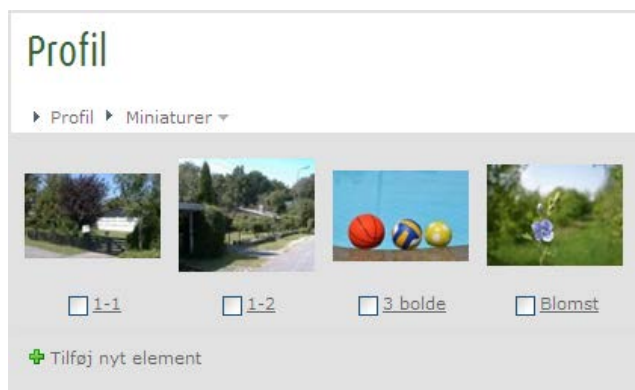 Profil
Profil Miniaturer
1-1 1-2 3 bolde Blomst
Tilføj nyt element